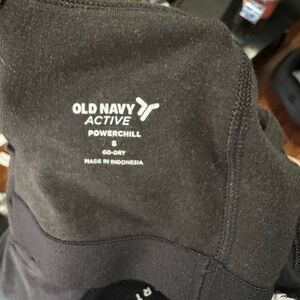 OLD NAVY
ACTIVE
POWERCHILL
S
GO-DRY
MADE IN INDONESIA